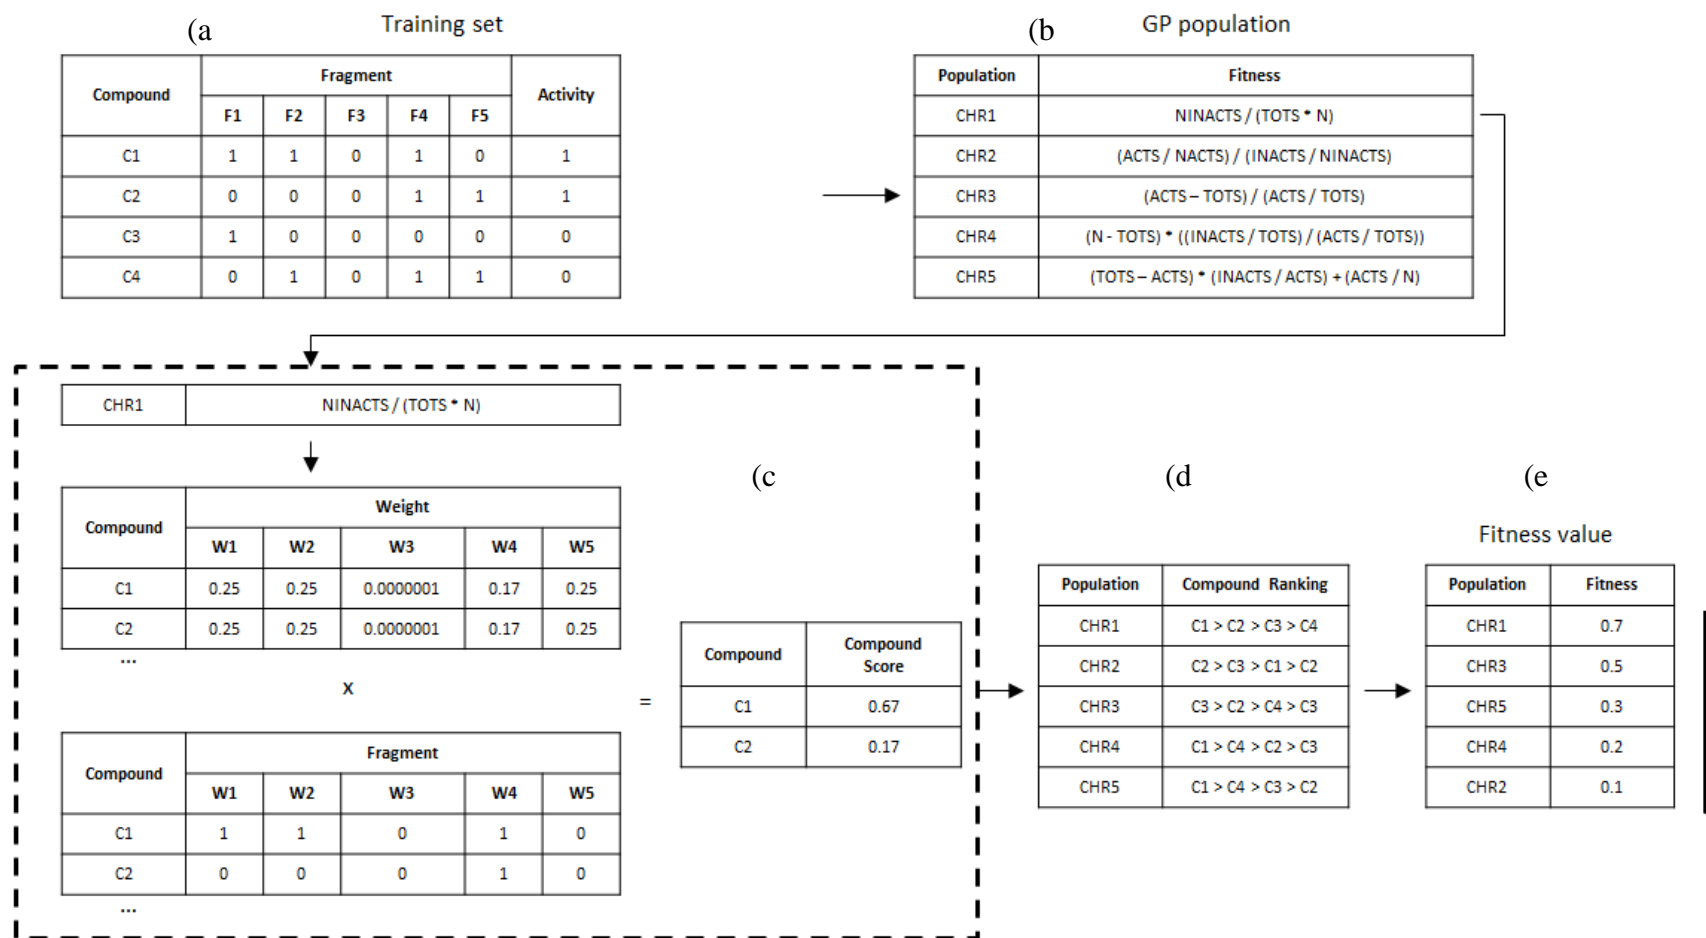 (a Training set
Compound Fragment Activity
F1 F2 F3 F4 F5
C1 1 1 0 1 0 1
C2 0 0 0 1 1 1
C3 1 0 0 0 0 0
C4 0 1 0 1 1 0
(b GP population
Population Fitness
CHR1 NINACTS / (TOTS * N)
CHR2 (ACTS / NACTS) / (INACTS / NINACTS)
CHR3 (ACTS – TOTS) / (ACTS / TOTS)
CHR4 (N - TOTS) * ((INACTS / TOTS) / (ACTS / TOTS))
CHR5 (TOTS – ACTS) * (INACTS / ACTS) + (ACTS / N)
CHR1 NINACTS / (TOTS * N)
Compound Weight
W1 W2 W3 W4 W5
C1 0.25 0.25 0.0000001 0.17 0.25
C2 0.25 0.25 0.0000001 0.17 0.25
...
x
Compound Fragment
W1 W2 W3 W4 W5
C1 1 1 0 1 0
C2 0 0 0 1 0
...
=
(c
Compound Compound Score
C1 0.67
C2 0.17
(d
Population Compound Ranking
CHR1 C1 > C2 > C3 > C4
CHR2 C2 > C3 > C1 > C2
CHR3 C3 > C2 > C4 > C3
CHR4 C1 > C4 > C2 > C3
CHR5 C1 > C4 > C3 > C2
(e
Fitness value
Population Fitness
CHR1 0.7
CHR3 0.5
CHR5 0.3
CHR4 0.2
CHR2 0.1